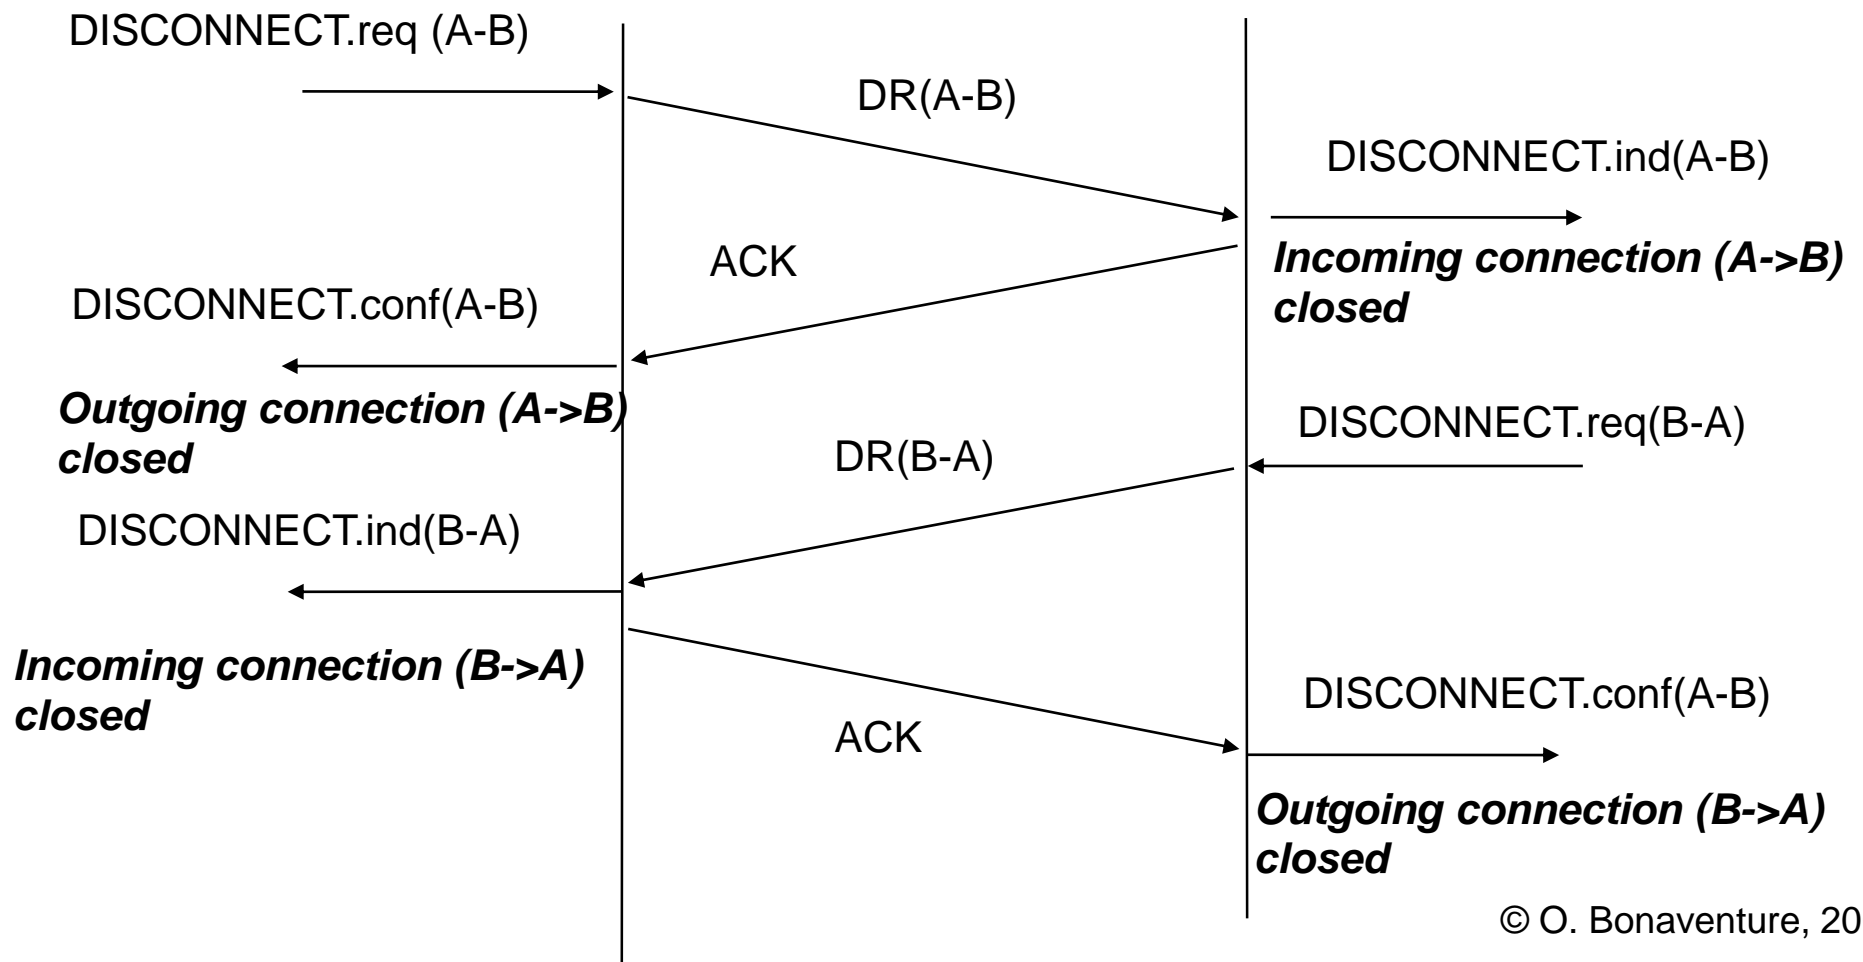 DISCONNECT.req (A-B)
DR(A-B)
DISCONNECT.ind(A-B)
ACK
Incoming connection (A->B)
closed
DISCONNECT.conf(A-B)
Outgoing connection (A->B)
closed
DISCONNECT.req(B-A)
DR(B-A)
DISCONNECT.ind(B-A)
Incoming connection (B->A)
closed
DISCONNECT.conf(A-B)
ACK
Outgoing connection (B->A)
closed
© O. Bonaventure, 20